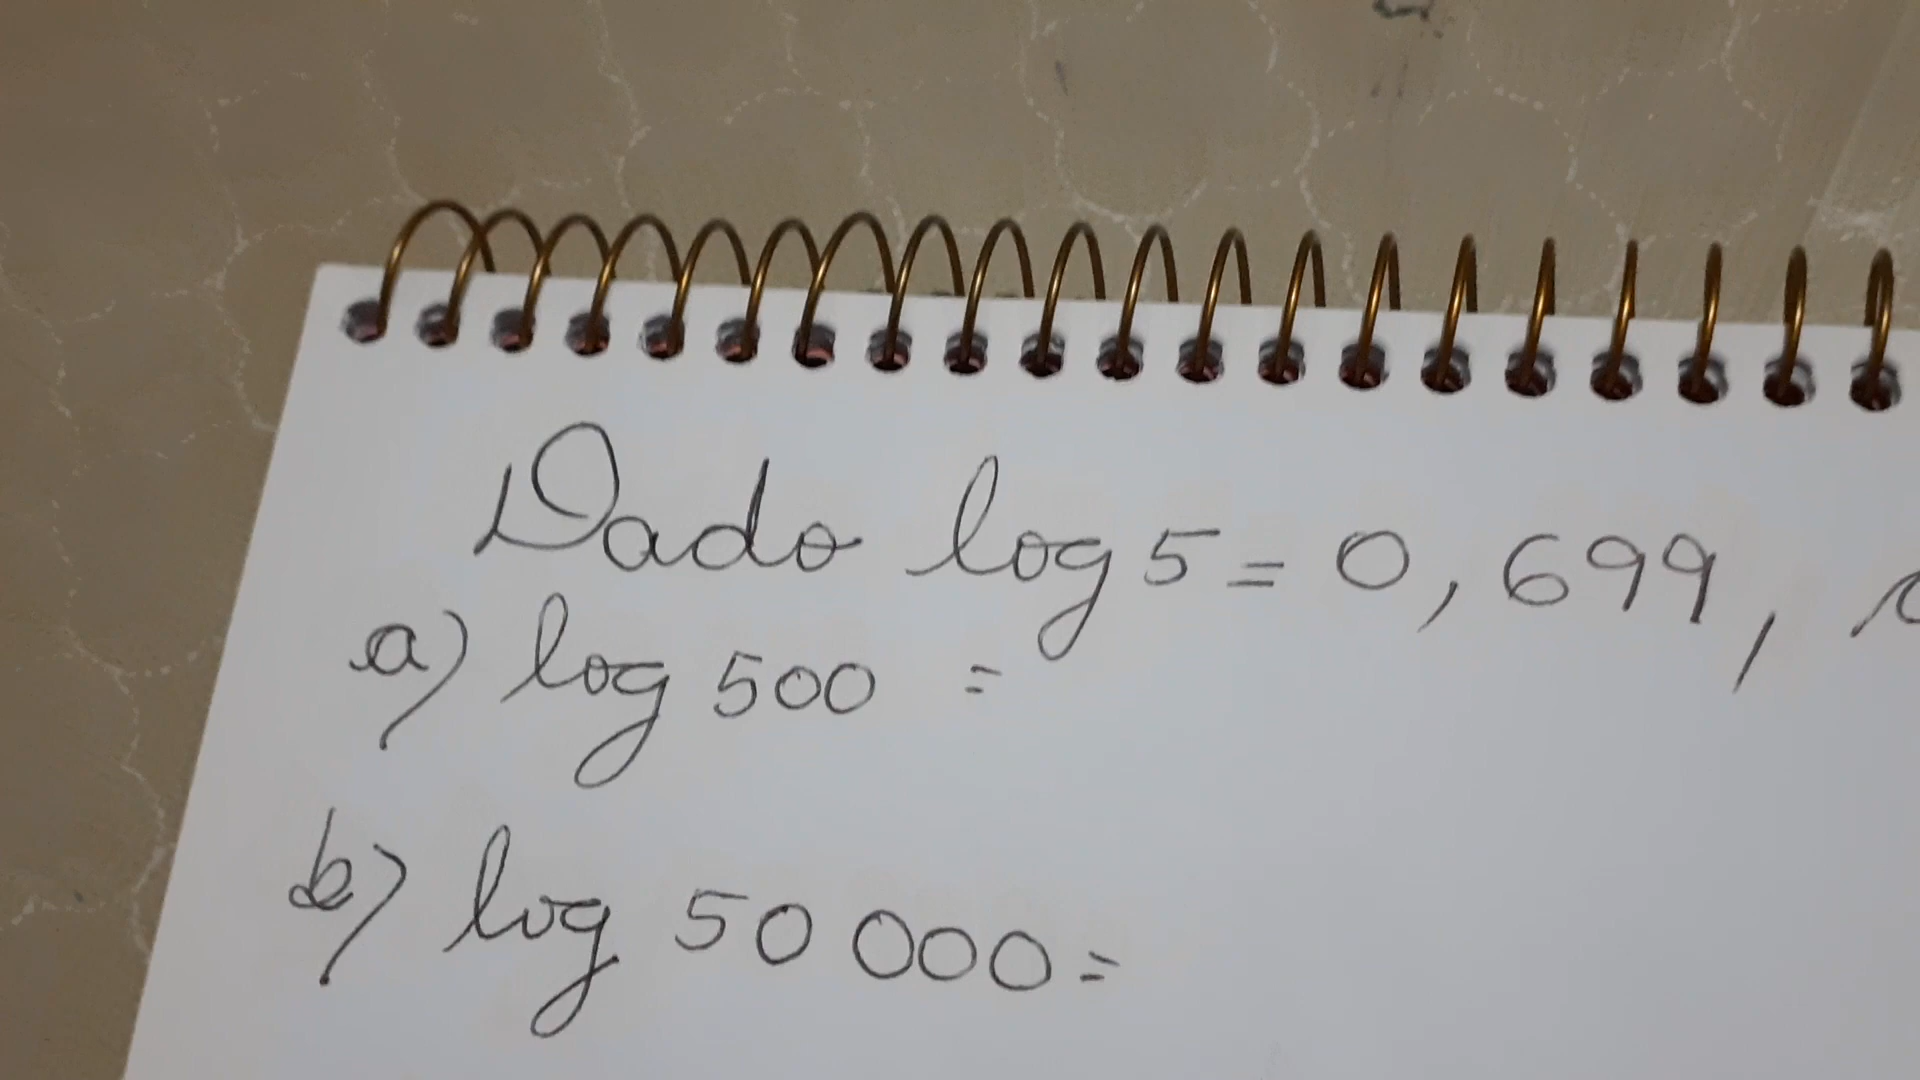 Dado log 5 = 0,699,
a) log 500 =
b) log 50 000 =